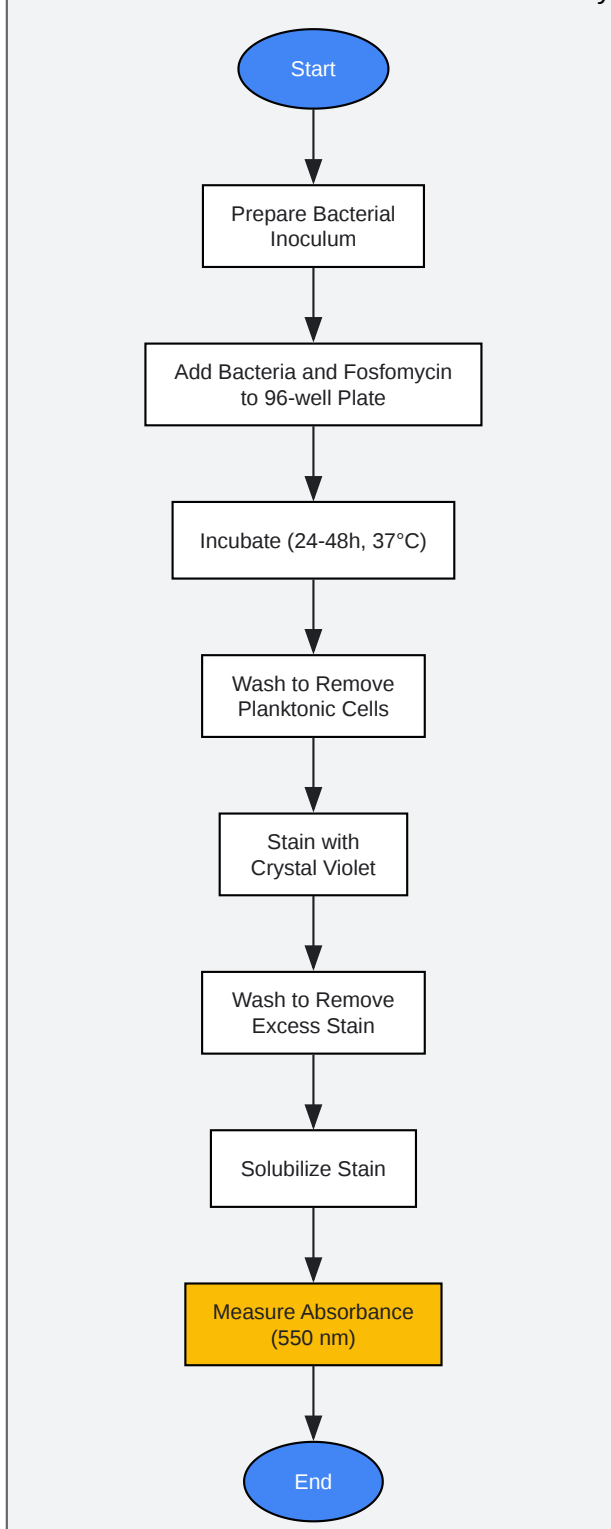 Start
Prepare Bacterial
Inoculum
Add Bacteria and Fosfomycin
to 96-well Plate
Incubate (24-48h, 37°C)
Wash to Remove
Planktonic Cells
Stain with
Crystal Violet
Wash to Remove
Excess Stain
Solubilize Stain
Measure Absorbance
(550 nm)
End